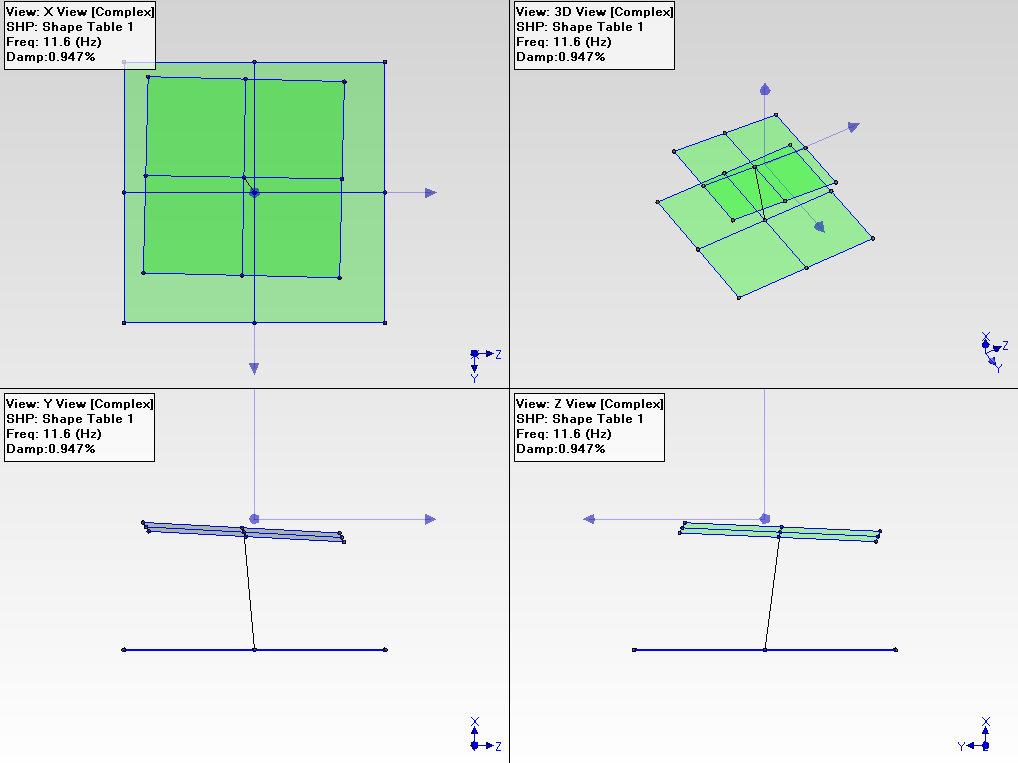 View: X View [Complex]
SHP: Shape Table 1
Freq: 11.6 (Hz)
Damp:0.947%
Z
X
Y
View: 3D View [Complex]
SHP: Shape Table 1
Freq: 11.6 (Hz)
Damp:0.947%
X
Z
Y
View: Y View [Complex]
SHP: Shape Table 1
Freq: 11.6 (Hz)
Damp:0.947%
X
Z
View: Z View [Complex]
SHP: Shape Table 1
Freq: 11.6 (Hz)
Damp:0.947%
X
Y